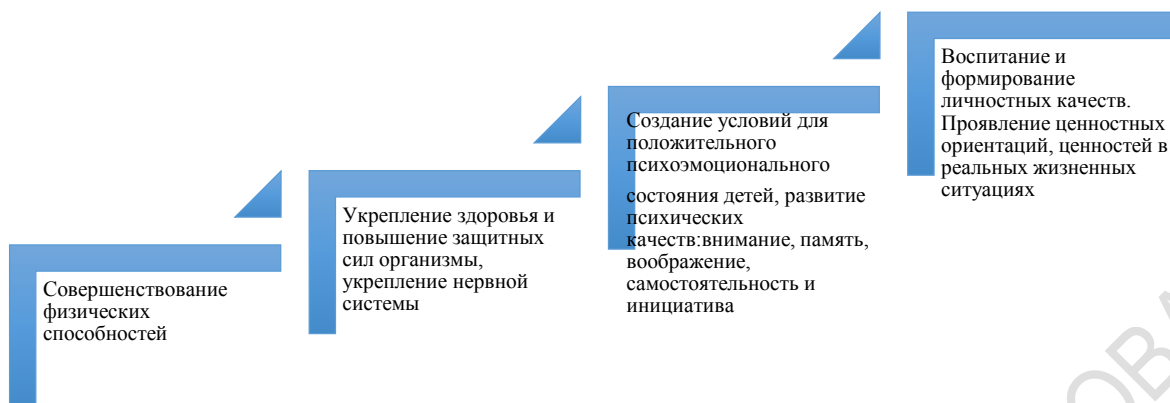 Совершенствование
физических
способностей
Укрепление здоровья и
повышение защитных
сил организмы,
укрепление нервной
системы
Создание условий для
положительного
психоэмоционального
состояния детей, развитие
психических
качеств:внимание, память,
воображение,
самостоятельность и
инициатива
Воспитание и
формирование
личностных качеств.
Проявление ценностных
ориентаций, ценностей в
реальных жизненных
ситуациях
ОВА